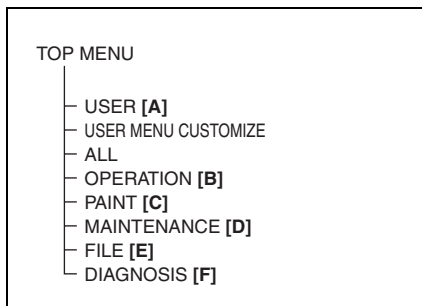 TOP MENU
USER [A]
USER MENU CUSTOMIZE
ALL
OPERATION [B]
PAINT [C]
MAINTENANCE [D]
FILE [E]
DIAGNOSIS [F]